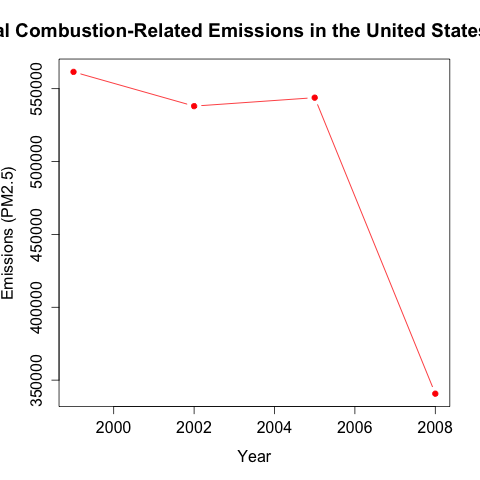 al Combustion-Related Emissions in the United States
Emissions (PM2.5)
550000
500000
450000
400000
350000
2000 2002 2004 2006 2008
Year